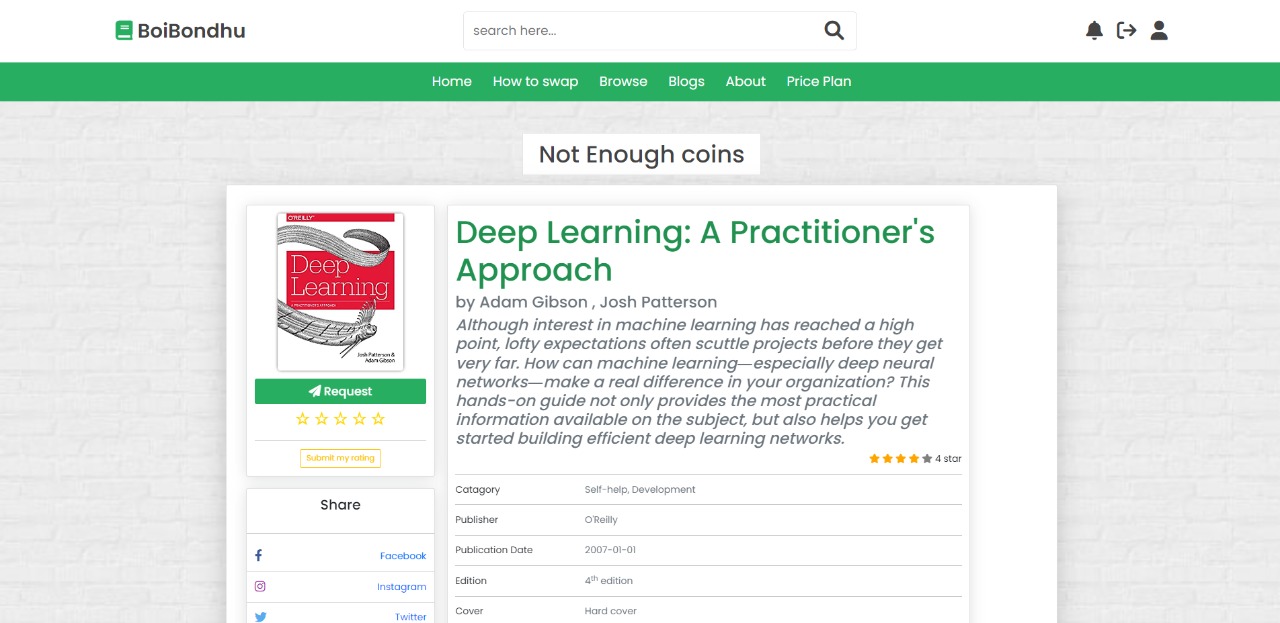 BoiBondhu
search here...
Home How to swap Browse Blogs About Price Plan
Not Enough coins
O'REILLY
Deep
Learning
A PRACTITIONER'S APPROACH
Josh Patterson &
Adam Gibson
Request
Submit my rating
Share
Facebook
Instagram
Twitter
Deep Learning: A Practitioner's
Approach
by Adam Gibson , Josh Patterson
Although interest in machine learning has reached a high
point, lofty expectations often scuttle projects before they get
very far. How can machine learning—especially deep neural
networks—make a real difference in your organization? This
hands-on guide not only provides the most practical
information available on the subject, but also helps you get
started building efficient deep learning networks.
4 star
Catagory Self-help, Development
Publisher O'Reilly
Publication Date 2007-01-01
Edition 4th edition
Cover Hard cover